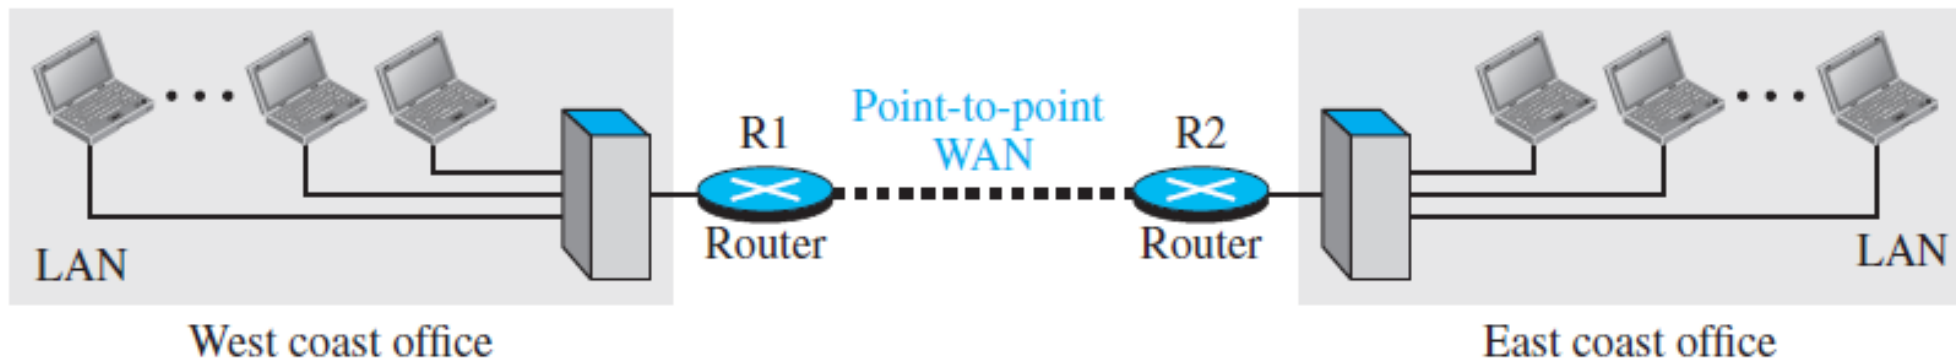 R1
Point-to-point
WAN
R2
Router
Router
LAN
LAN
West coast office
East coast office